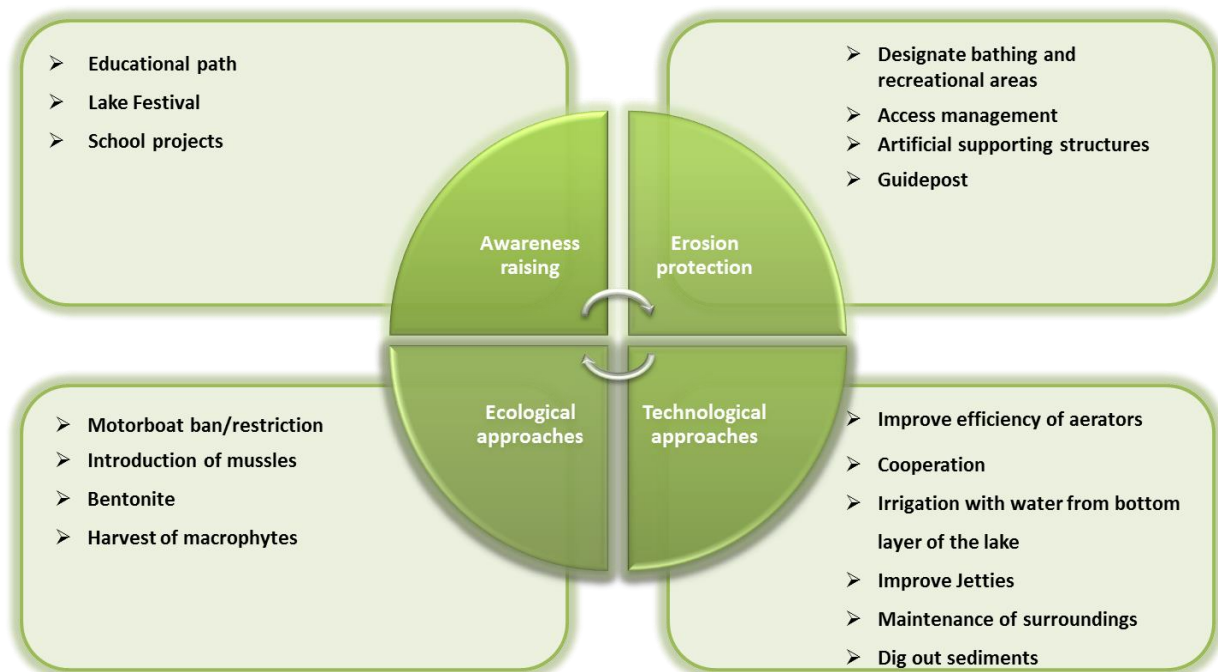 Educational path
Lake Festival
School projects
Designate bathing and
recreational areas
Access management
Artificial supporting structures
Guidepost
Awareness
raising
Erosion
protection
Ecological
approaches
Technological
approaches
Motorboat ban/restriction
Introduction of mussles
Bentonite
Harvest of macrophytes
Improve efficiency of aerators
Cooperation
Irrigation with water from bottom
layer of the lake
Improve Jetties
Maintenance of surroundings
Dig out sediments